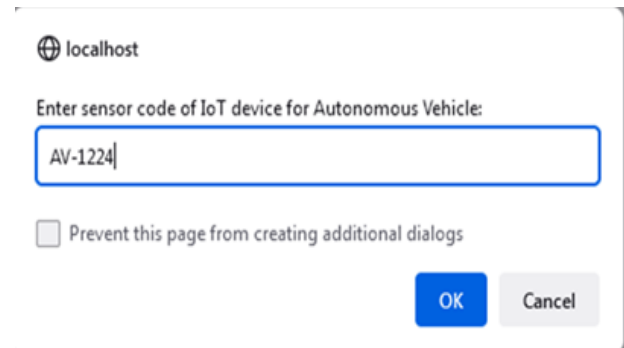 localhost
Enter sensor code of IoT device for Autonomous Vehicle:
AV-1224
Prevent this page from creating additional dialogs
OK Cancel